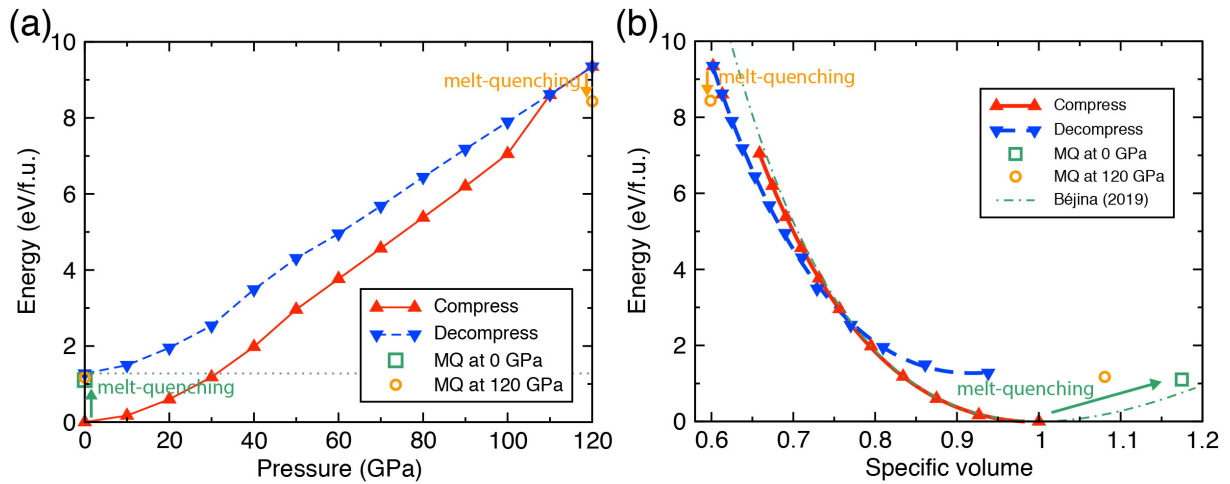 (a)
10
8
6
4
2
0
Energy (eV/f.u.)
0
20
40
60
80
100
120
Pressure (GPa)
melt-quenching
melt-quenching
Compress
Decompress
MQ at 0 GPa
MQ at 120 GPa
(b)
10
8
6
4
2
0
Energy (eV/f.u.)
0.6
0.7
0.8
0.9
1
1.1
1.2
Specific volume
melt-quenching
melt-quenching
Compress
Decompress
MQ at 0 GPa
MQ at 120 GPa
Béjina (2019)